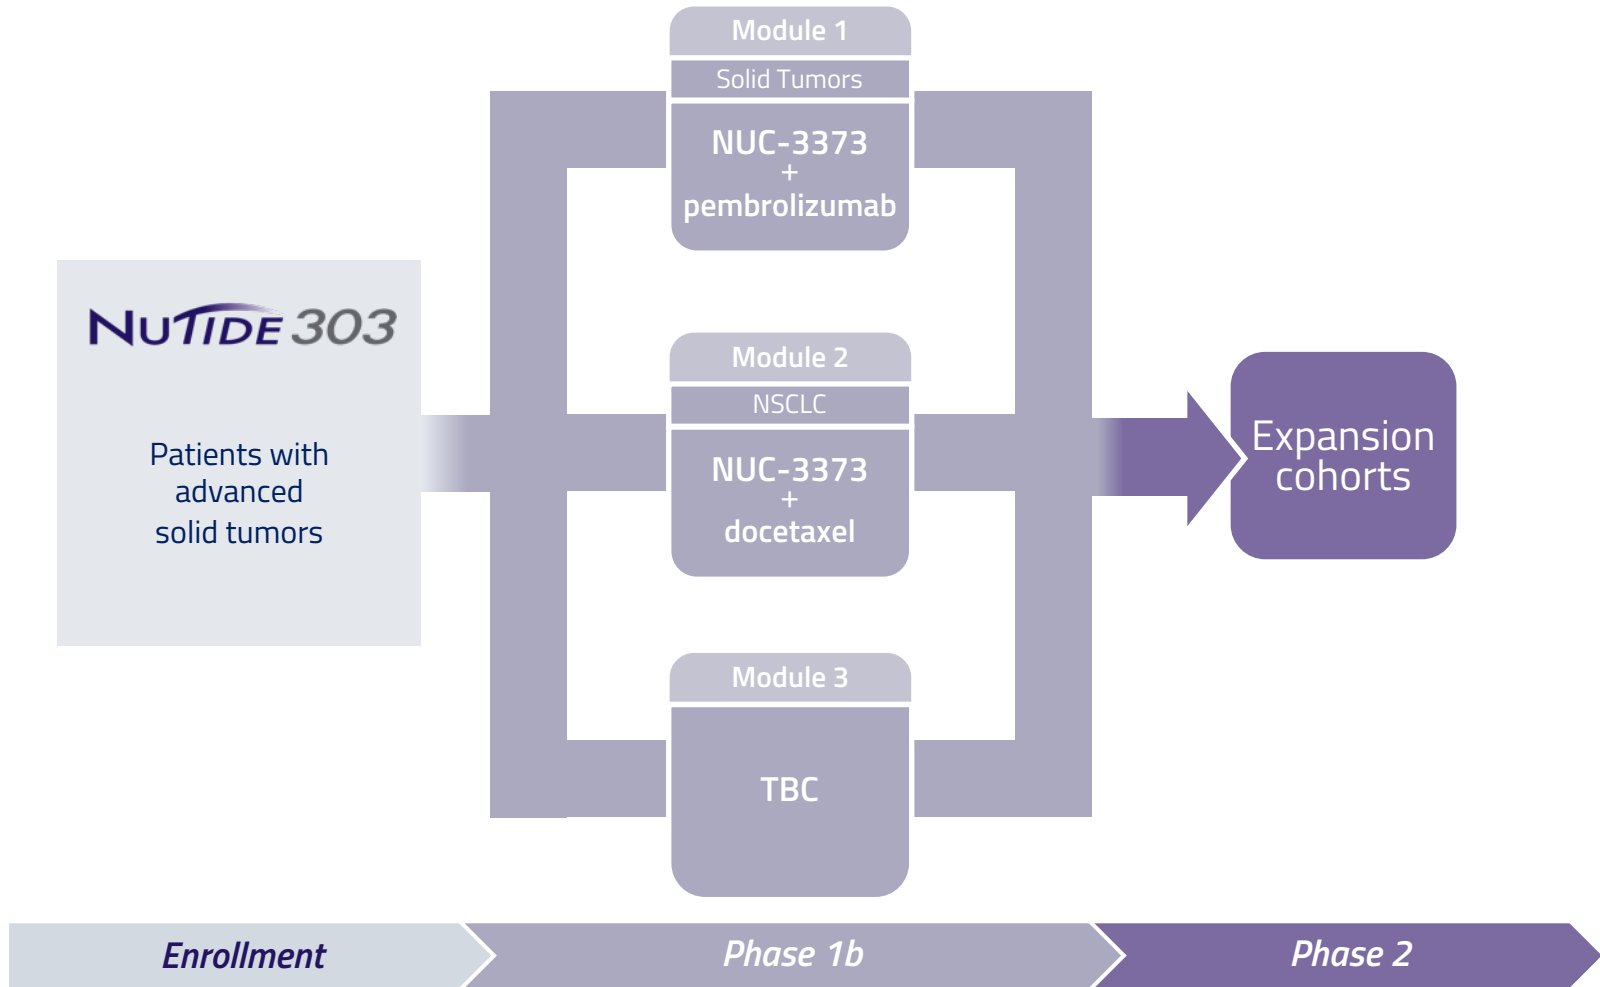 NUTIDE 303
Patients with
advanced
solid tumors
Module 1
Solid Tumors
NUC-3373
+
pembrolizumab
Module 2
NSCLC
NUC-3373
+
docetaxel
Module 3
TBC
Expansion
cohorts
Enrollment
Phase 1b
Phase 2